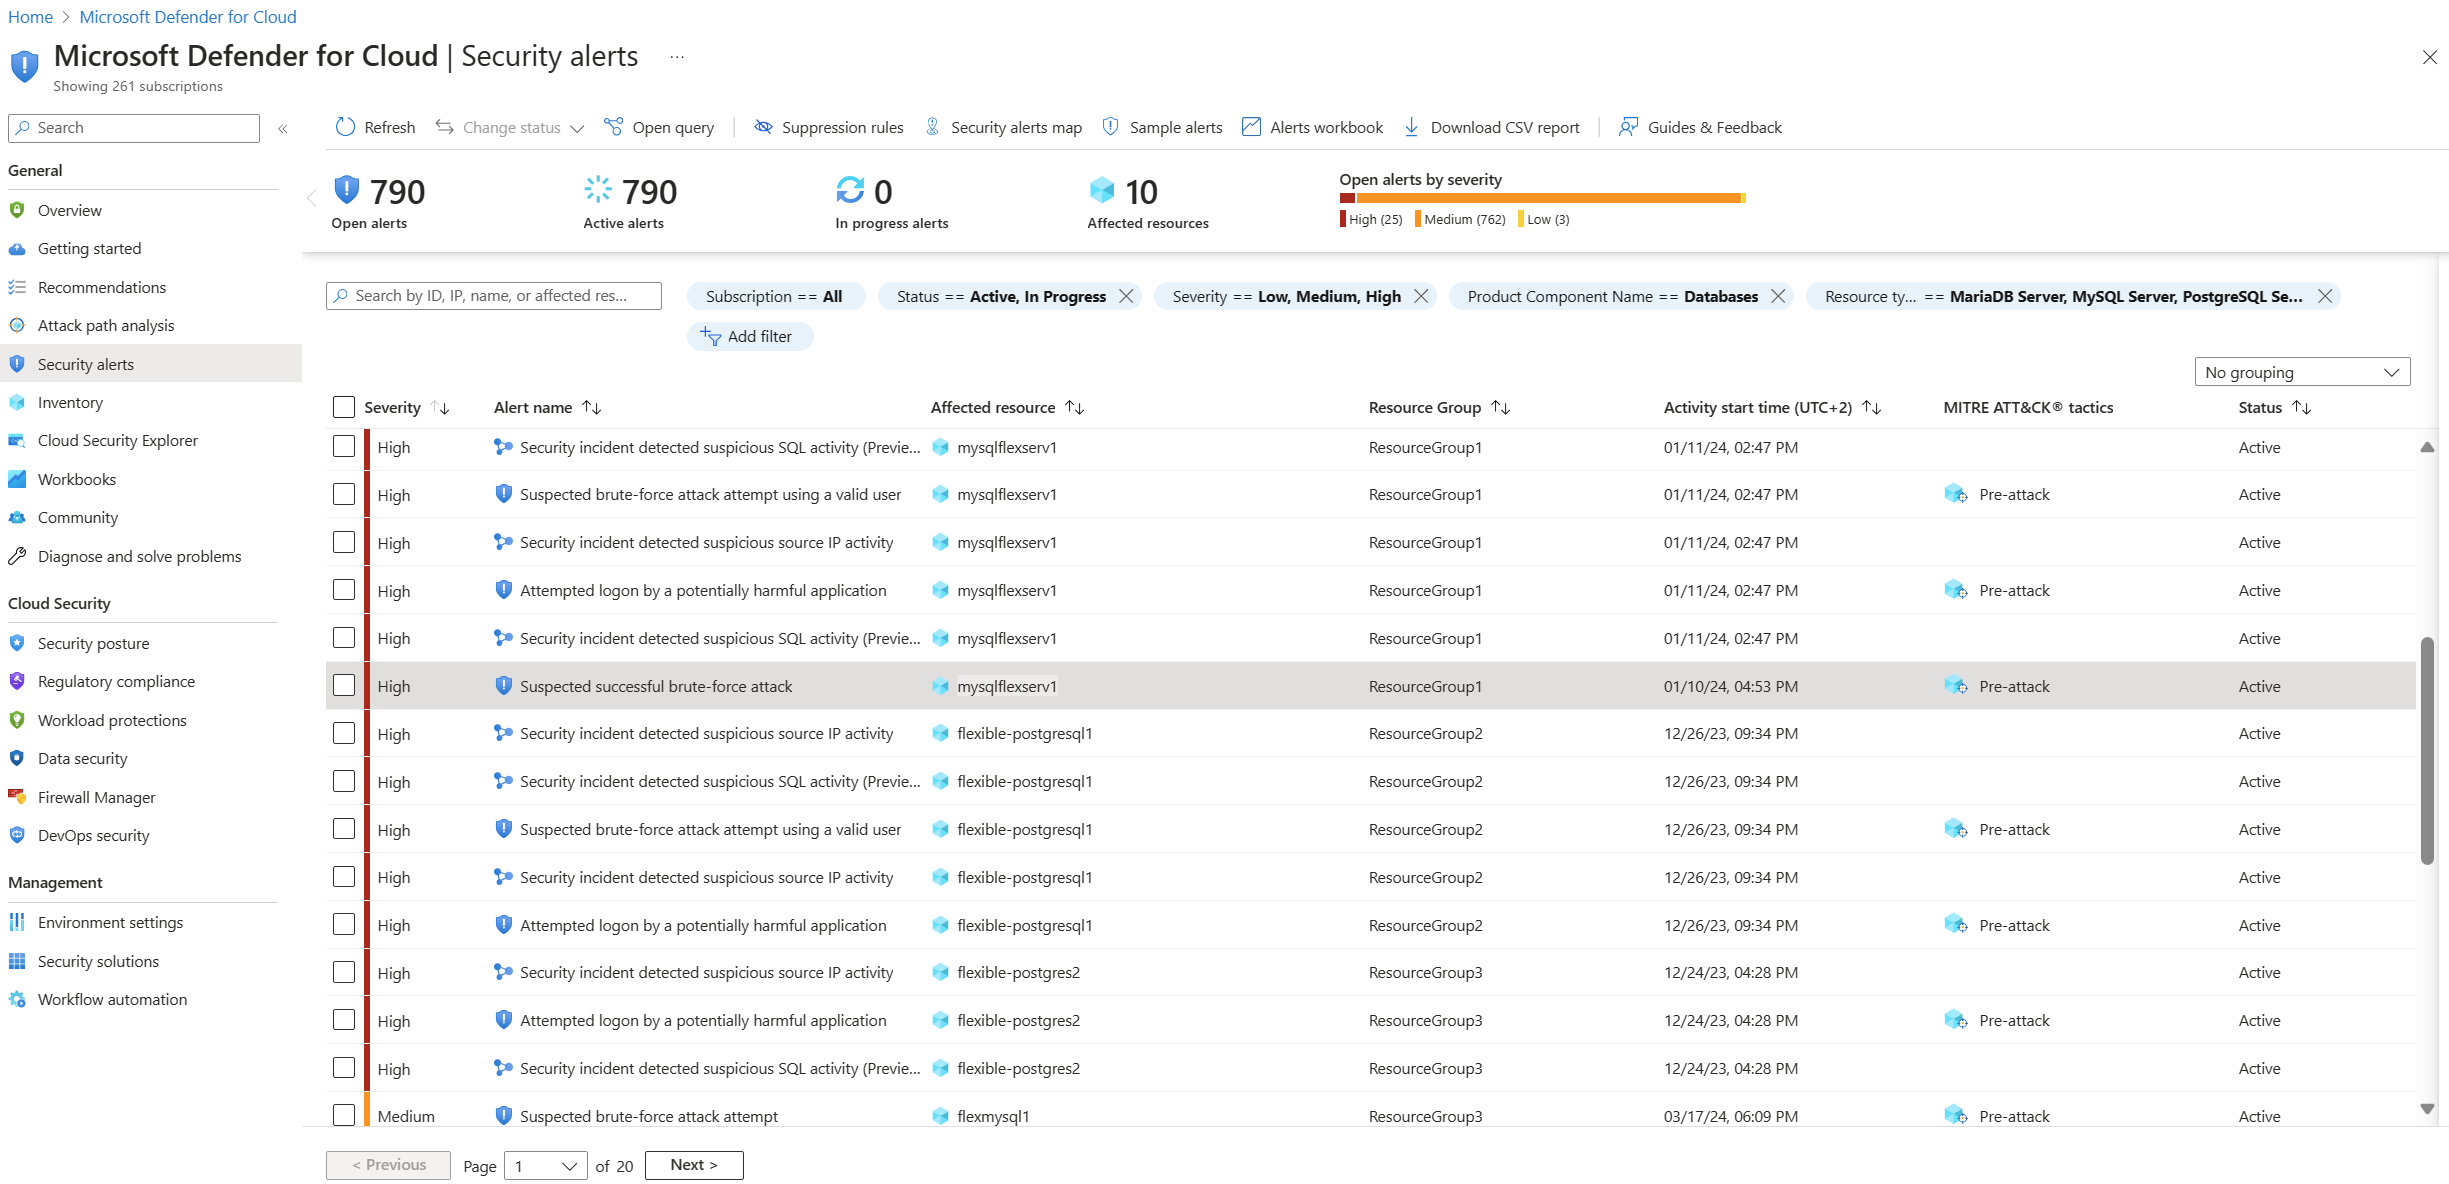 Home > Microsoft Defender for Cloud
Microsoft Defender for Cloud | Security alerts ...
Showing 261 subscriptions
Search «
General
Overview
Getting started
Recommendations
Attack path analysis
Security alerts
Inventory
Cloud Security Explorer
Workbooks
Community
Diagnose and solve problems
Cloud Security
Security posture
Regulatory compliance
Workload protections
Data security
Firewall Manager
DevOps security
Management
Environment settings
Security solutions
Workflow automation
Refresh Change status Open query Suppression rules Security alerts map Sample alerts Alerts workbook Download CSV report Guides & Feedback
790 790 0 10
Open alerts Active alerts In progress alerts Affected resources
Open alerts by severity
High (25) Medium (762) Low (3)
Search by ID, IP, name, or affected res... Subscription == All Status == Active, In Progress Severity == Low, Medium, High Product Component Name == Databases Resource ty... == MariaDB Server, MySQL Server, PostgreSQL Se...
Add filter
No grouping
Severity Alert name Affected resource Resource Group Activity start time (UTC+2) MITRE ATT&CK® tactics Status
High Security incident detected suspicious SQL activity (Previe... mysqlflexserv1 ResourceGroup1 01/11/24, 02:47 PM Active
High Suspected brute-force attack attempt using a valid user mysqlflexserv1 ResourceGroup1 01/11/24, 02:47 PM Pre-attack Active
High Security incident detected suspicious source IP activity mysqlflexserv1 ResourceGroup1 01/11/24, 02:47 PM Active
High Attempted logon by a potentially harmful application mysqlflexserv1 ResourceGroup1 01/11/24, 02:47 PM Pre-attack Active
High Security incident detected suspicious SQL activity (Previe... mysqlflexserv1 ResourceGroup1 01/11/24, 02:47 PM Active
High Suspected successful brute-force attack mysqlflexserv1 ResourceGroup1 01/10/24, 04:53 PM Pre-attack Active
High Security incident detected suspicious source IP activity flexible-postgresql1 ResourceGroup2 12/26/23, 09:34 PM Active
High Security incident detected suspicious SQL activity (Previe... flexible-postgresql1 ResourceGroup2 12/26/23, 09:34 PM Active
High Suspected brute-force attack attempt using a valid user flexible-postgresql1 ResourceGroup2 12/26/23, 09:34 PM Pre-attack Active
High Security incident detected suspicious source IP activity flexible-postgresql1 ResourceGroup2 12/26/23, 09:34 PM Active
High Attempted logon by a potentially harmful application flexible-postgresql1 ResourceGroup2 12/26/23, 09:34 PM Pre-attack Active
High Security incident detected suspicious source IP activity flexible-postgres2 ResourceGroup3 12/24/23, 04:28 PM Active
High Attempted logon by a potentially harmful application flexible-postgres2 ResourceGroup3 12/24/23, 04:28 PM Pre-attack Active
High Security incident detected suspicious SQL activity (Previe... flexible-postgres2 ResourceGroup3 12/24/23, 04:28 PM Active
Medium Suspected brute-force attack attempt flexmysql1 ResourceGroup3 03/17/24, 06:09 PM Pre-attack Active
< Previous Page 1 of 20 Next >